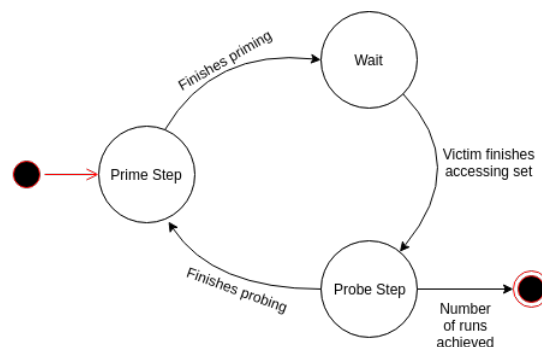 Finishes priming
Wait
Prime Step
Victim finishes
accessing set
Finishes probing
Probe Step
Number
of runs
achieved